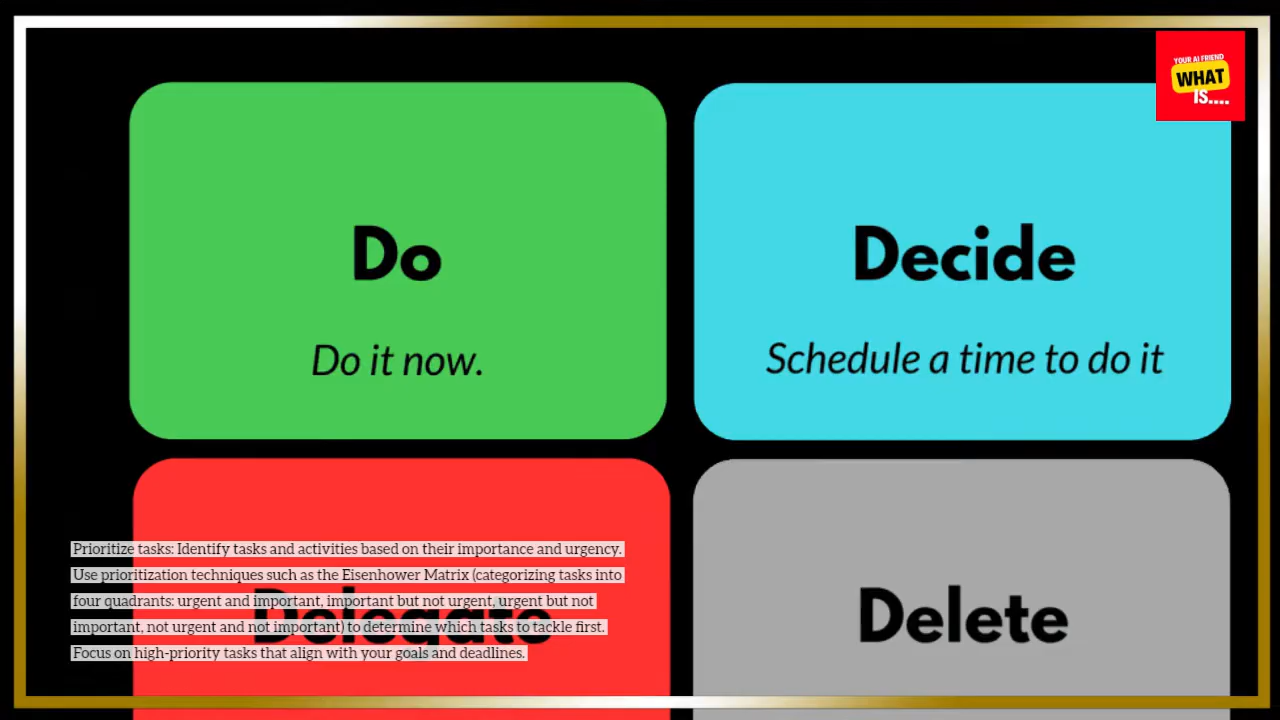 YOUR AI FRIEND
WHAT
IS....
Do
Do it now.
Decide
Schedule a time to do it
Prioritize tasks: Identify tasks and activities based on their importance and urgency.
Use prioritization techniques such as the Eisenhower Matrix (categorizing tasks into
four quadrants: urgent and important, important but not urgent, urgent but not
important, not urgent and not important) to determine which tasks to tackle first.
Focus on high-priority tasks that align with your goals and deadlines.
Delegate
Delete